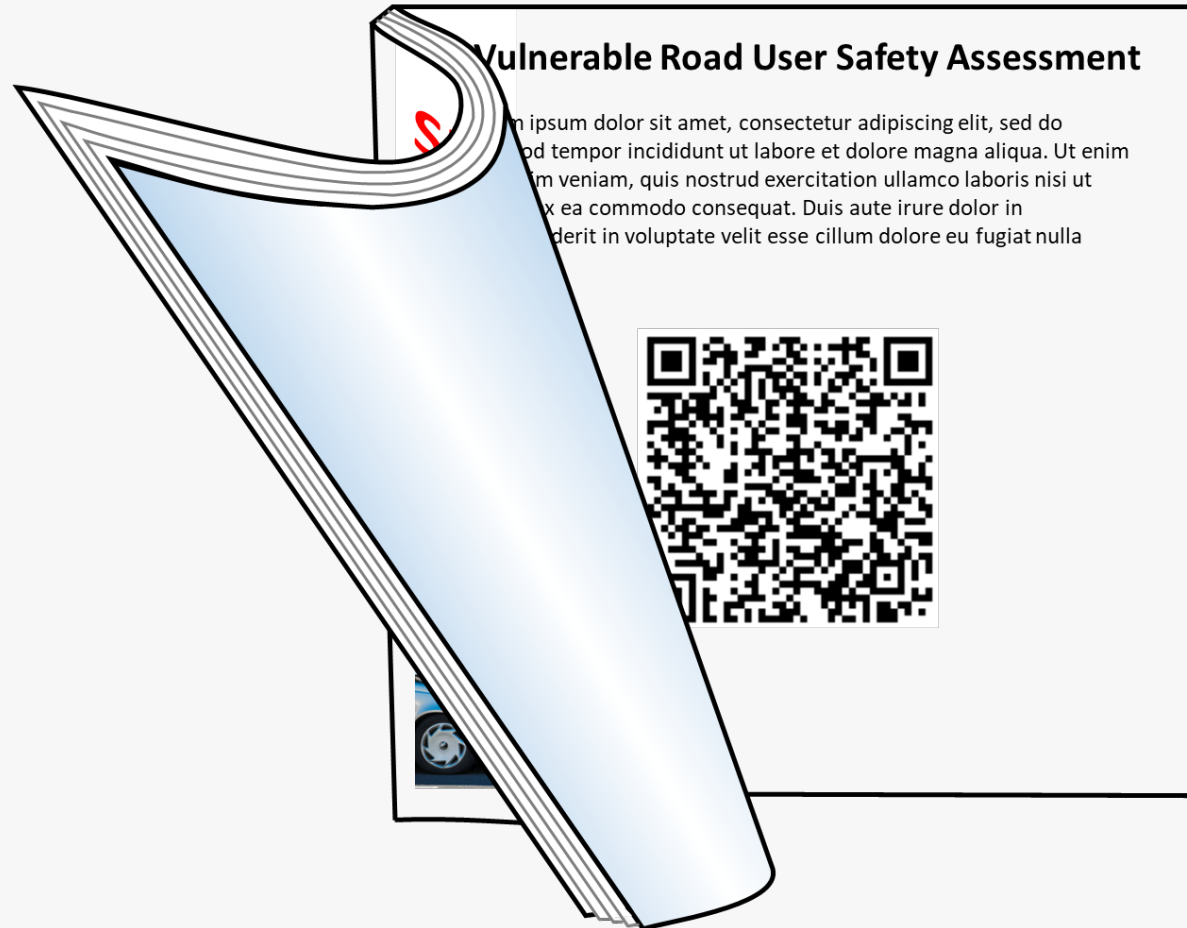 Vulnerable Road User Safety Assessment
S
ipsum dolor sit amet, consectetur adipiscing elit, sed do
tempor incididunt ut labore et dolore magna aliqua. Ut enim
veniam, quis nostrud exercitation ullamco laboris nisi ut
ea commodo consequat. Duis aute irure dolor in
in voluptate velit esse cillum dolore eu fugiat nulla